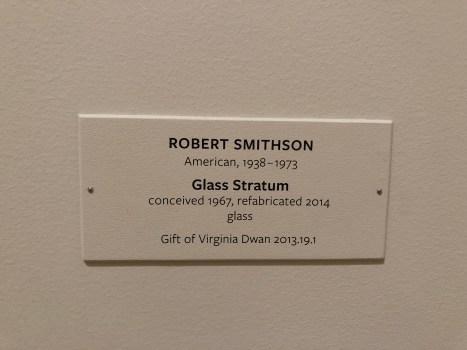 ROBERT SMITHSON
American, 1938–1973
Glass Stratum
conceived 1967, refabricated 2014
glass
Gift of Virginia Dwan 2013.19.1